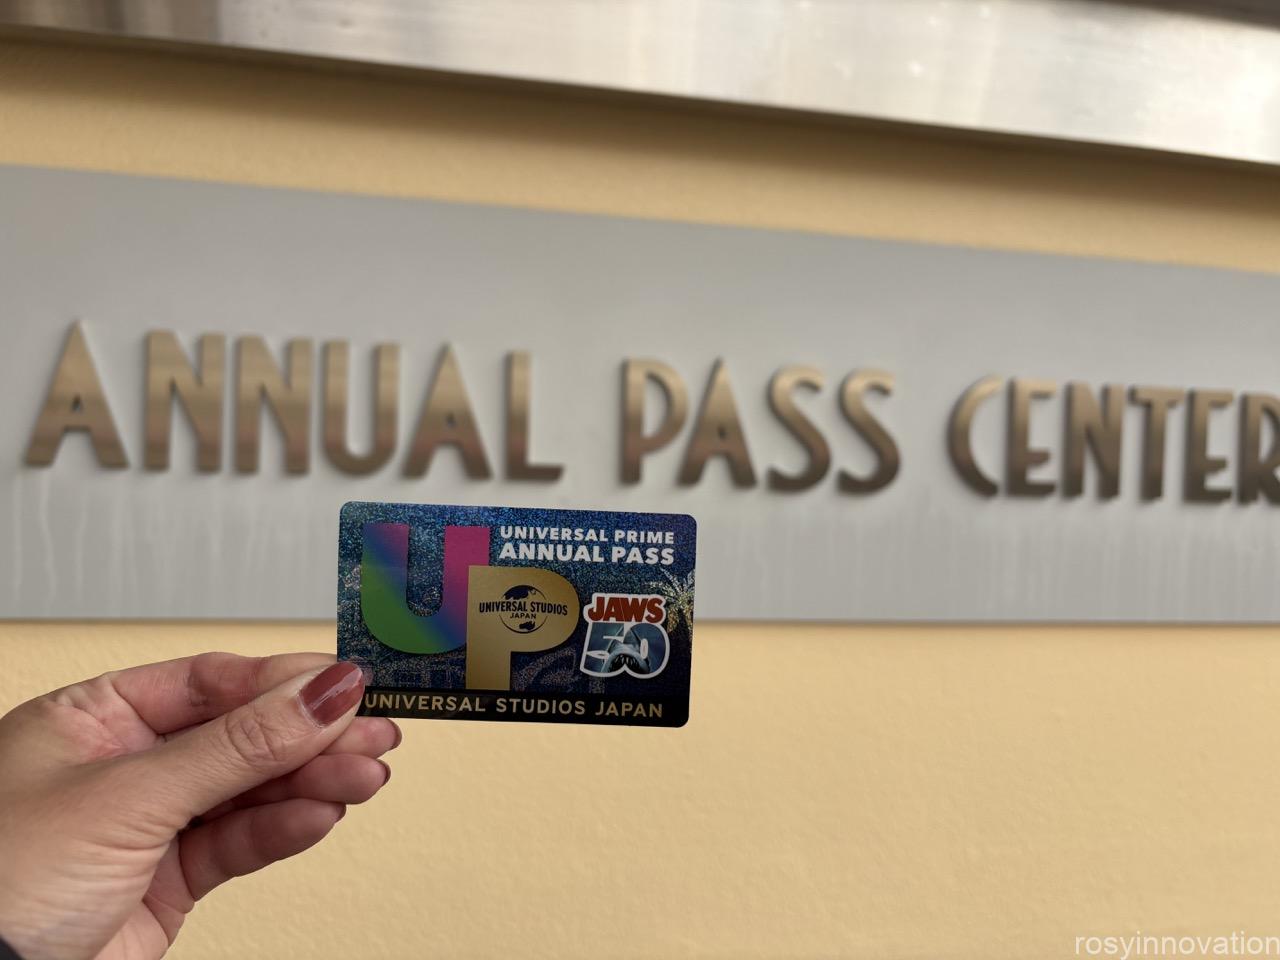 ANNUAL PASS CENTER
UNIVERSAL PRIME
ANNUAL PASS
UP
UNIVERSAL STUDIOS
JAPAN
JAWS
50
UNIVERSAL STUDIOS JAPAN
rosyinnovation